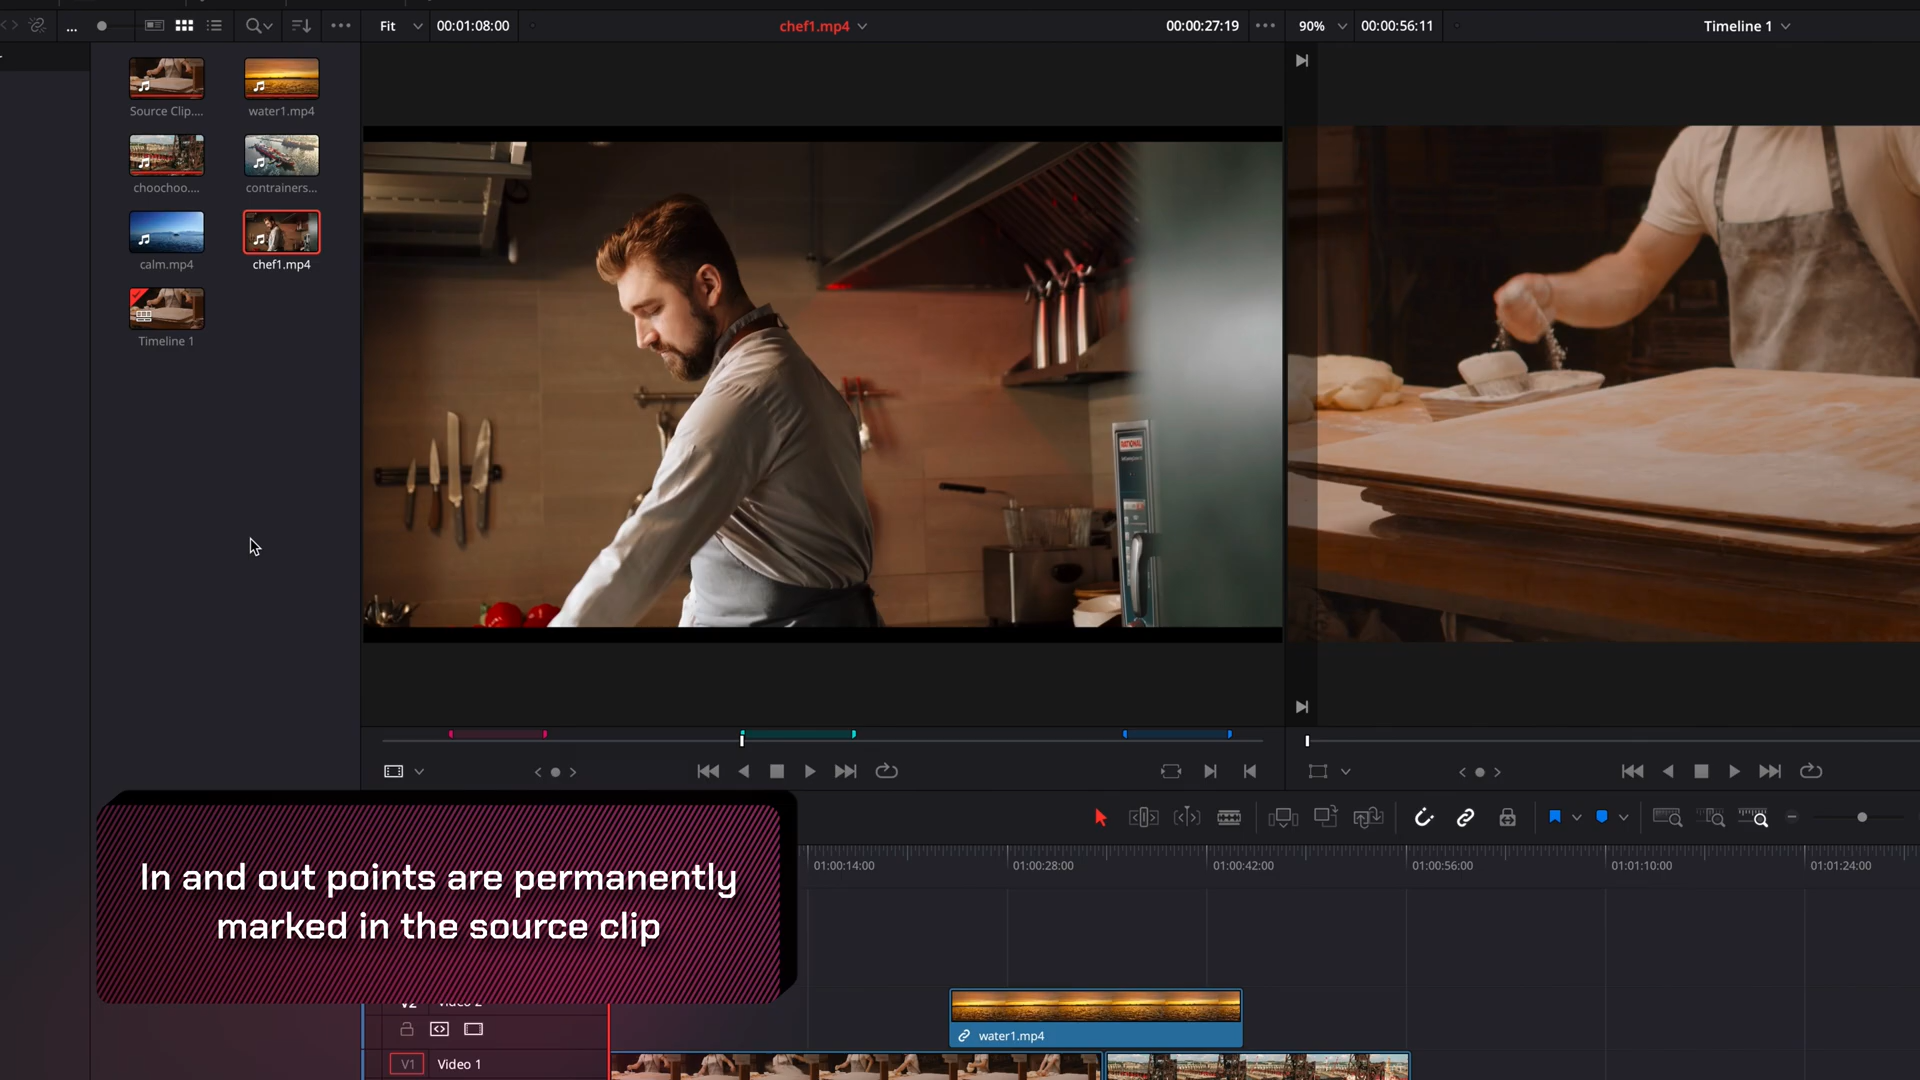 ...
Fit
00:01:08:00
chef1.mp4
00:00:27:19
90%
00:00:56:11
Timeline 1
Source Clip....
water1.mp4
choochoo....
contrainers...
calm.mp4
chef1.mp4
Timeline 1
RATIONAL
In and out points are permanently
marked in the source clip
01:00:14:00
01:00:28:00
01:00:42:00
01:00:56:00
01:01:10:00
01:01:24:00
V2 Video 2
water1.mp4
V1 Video 1